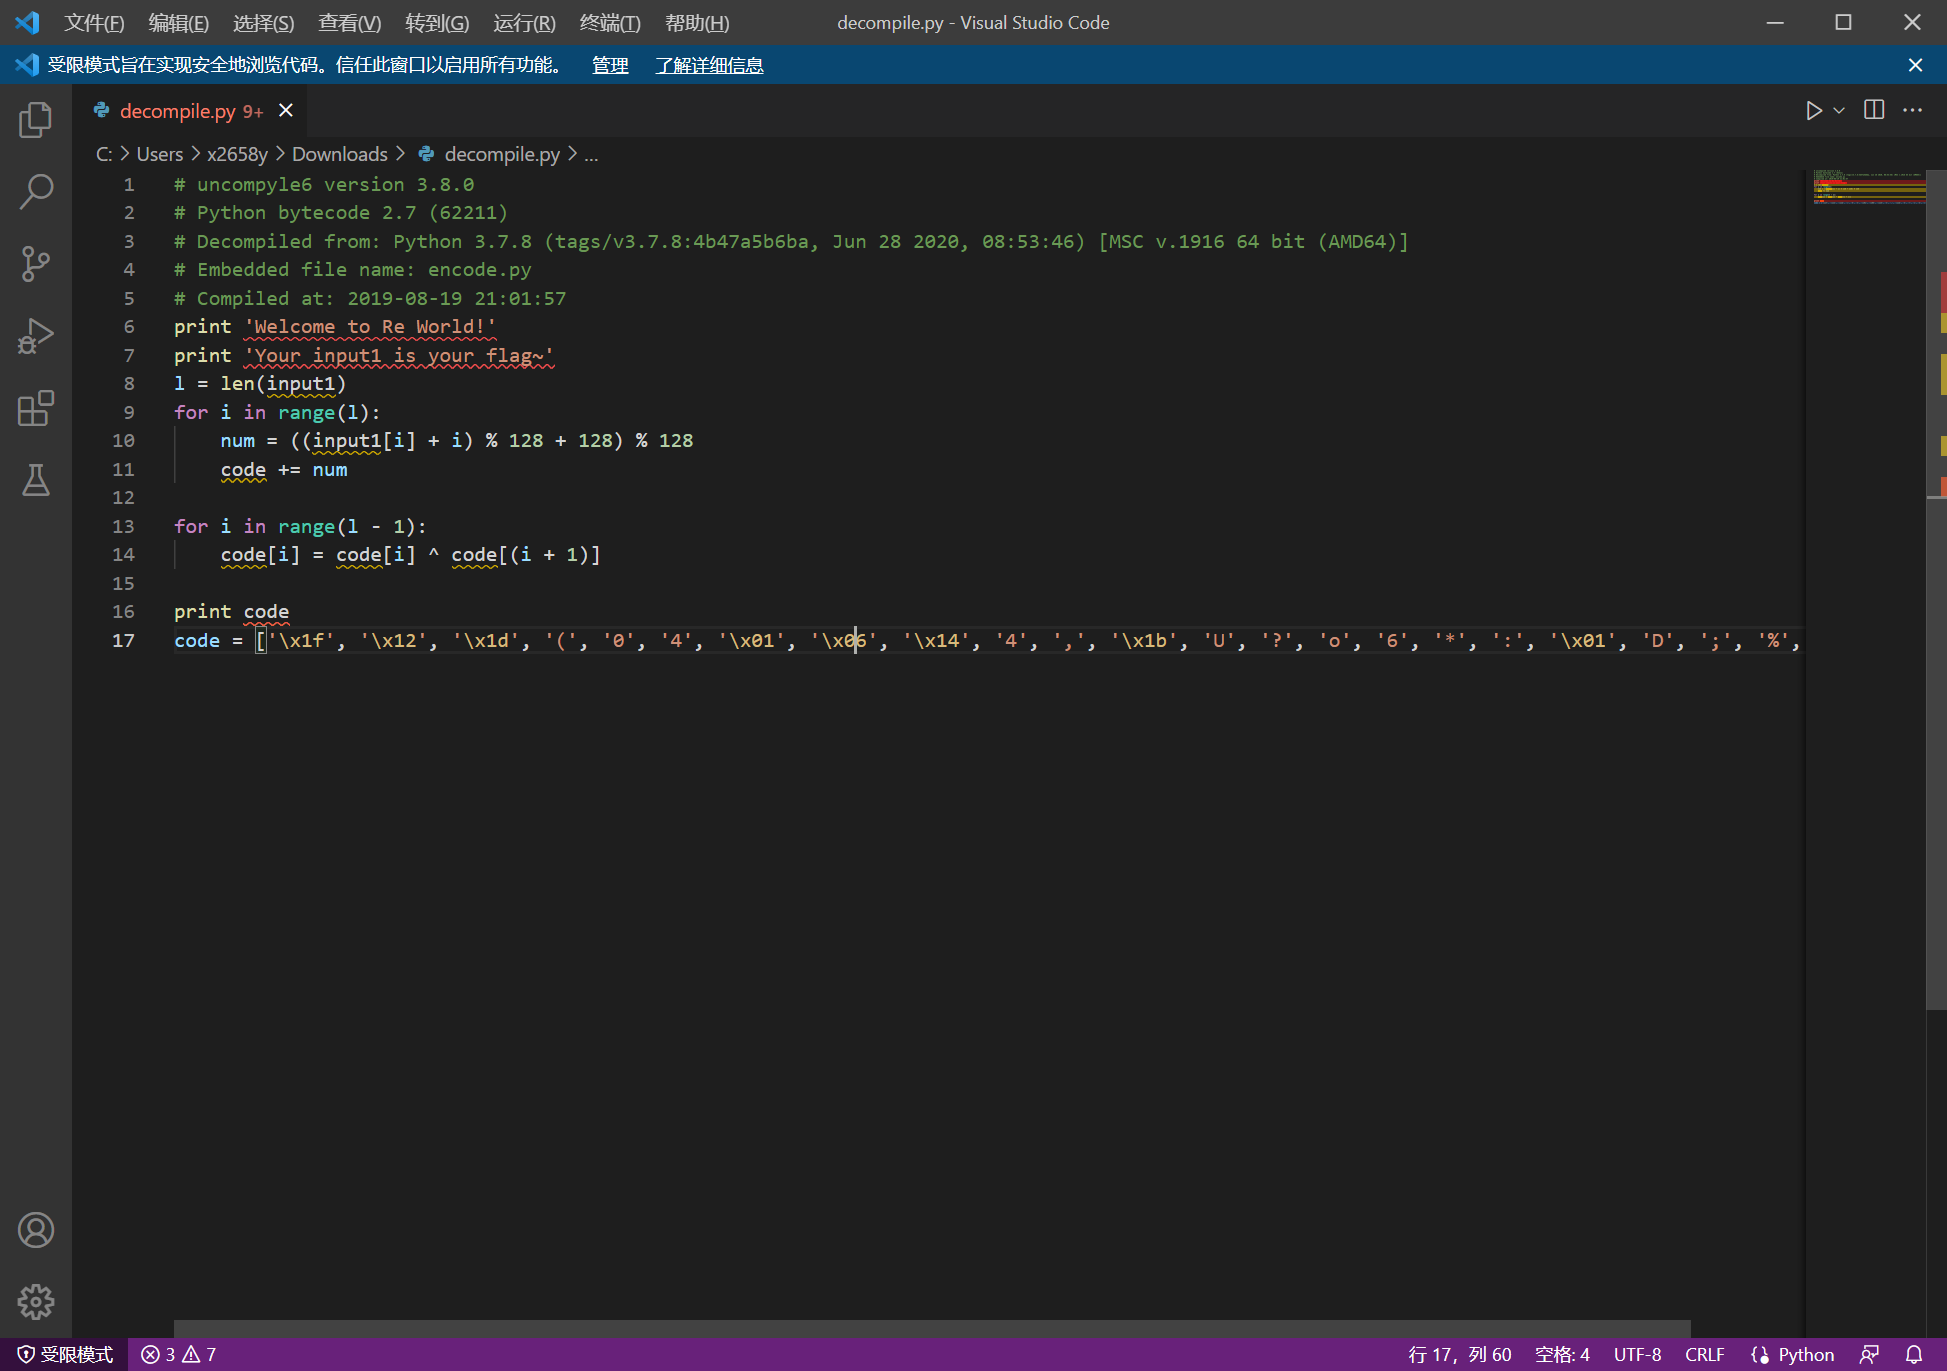 文件(F) 编辑(E) 选择(S) 查看(V) 转到(G) 运行(R) 终端(T) 帮助(H) decompile.py - Visual Studio Code
受限模式旨在实现安全地浏览代码。信任此窗口以启用所有功能。 管理 了解详细信息
decompile.py 9+
C: > Users > x2658y > Downloads > decompile.py > ...
1 # uncompyle6 version 3.8.0
2 # Python bytecode 2.7 (62211)
3 # Decompiled from: Python 3.7.8 (tags/v3.7.8:4b47a5b6ba, Jun 28 2020, 08:53:46) [MSC v.1916 64 bit (AMD64)]
4 # Embedded file name: encode.py
5 # Compiled at: 2019-08-19 21:01:57
6 print 'Welcome to Re World!'
7 print 'Your input1 is your flag~'
8 l = len(input1)
9 for i in range(l):
10     num = ((input1[i] + i) % 128 + 128) % 128
11     code += num
12
13 for i in range(l - 1):
14     code[i] = code[i] ^ code[(i + 1)]
15
16 print code
17 code = ['\x1f', '\x12', '\x1d', '(', '0', '4', '\x01', '\x06', '\x14', '4', ',', '\x1b', 'U', '?', 'o', '6', '*', ':', '\x01', 'D', ';', '%',
受限模式 3 7 行 17，列 60 空格: 4 UTF-8 CRLF Python